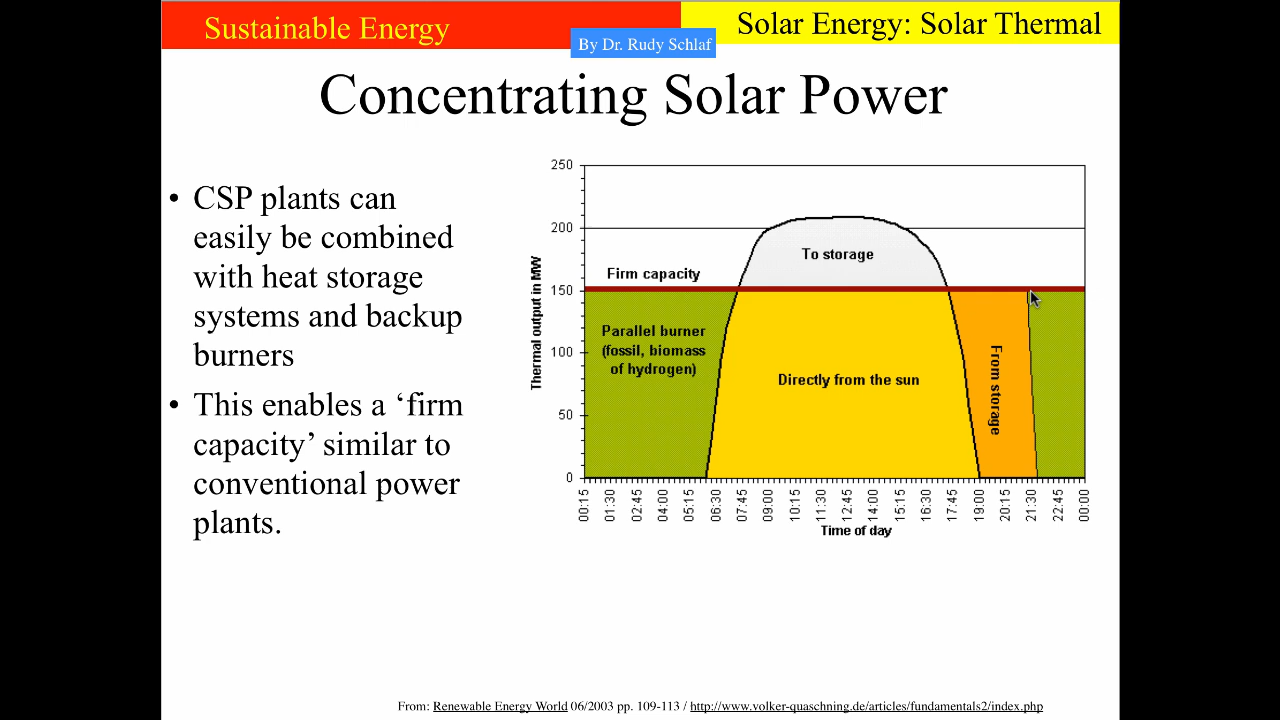 Sustainable Energy
Solar Energy: Solar Thermal
By Dr. Rudy Schlaf
Concentrating Solar Power
• CSP plants can
easily be combined
with heat storage
systems and backup
burners
• This enables a ‘firm
capacity’ similar to
conventional power
plants.
Thermal output in MW
250
200
150
100
50
0
Firm capacity
To storage
Parallel burner
(fossil, biomass
of hydrogen)
Directly from the sun
From storage
00:15 01:30 02:45 04:00 05:15 06:30 07:45 09:00 10:15 11:30 12:45 14:00 15:15 16:30 17:45 19:00 20:15 21:30 22:45 00:00
Time of day
From: Renewable Energy World 06/2003 pp. 109-113 / http://www.volker-quaschning.de/articles/fundamentals2/index.php